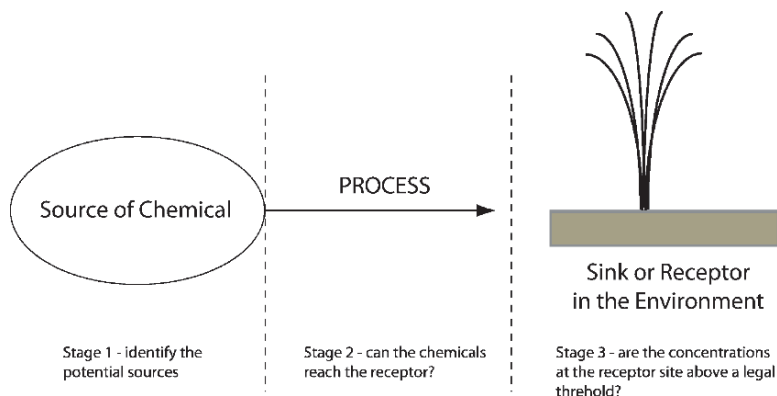 Source of Chemical
PROCESS
Sink or Receptor
in the Environment
Stage 1 - identify the
potential sources
Stage 2 - can the chemicals
reach the receptor?
Stage 3 - are the concentrations
at the receptor site above a legal
threhold?